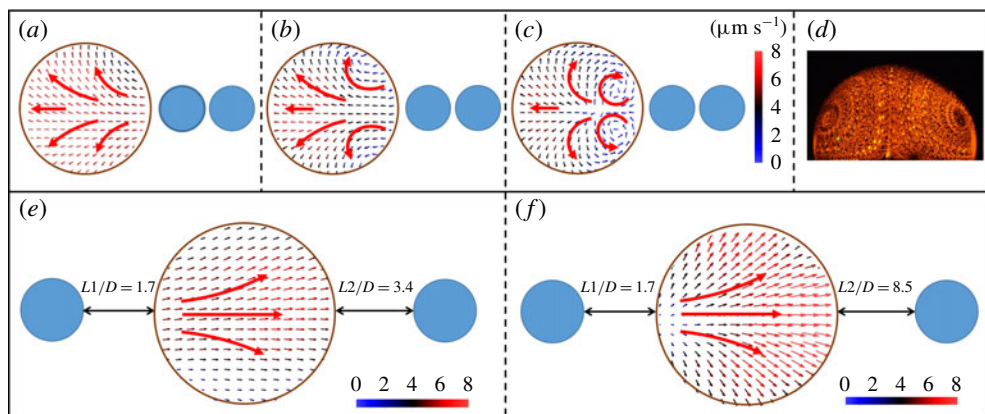 (a)
(b)
(c)
(μm s⁻¹)
8
6
4
2
0
(d)
(e)
L1/D = 1.7
L2/D = 3.4
0 2 4 6 8
(f)
L1/D = 1.7
L2/D = 8.5
0 2 4 6 8